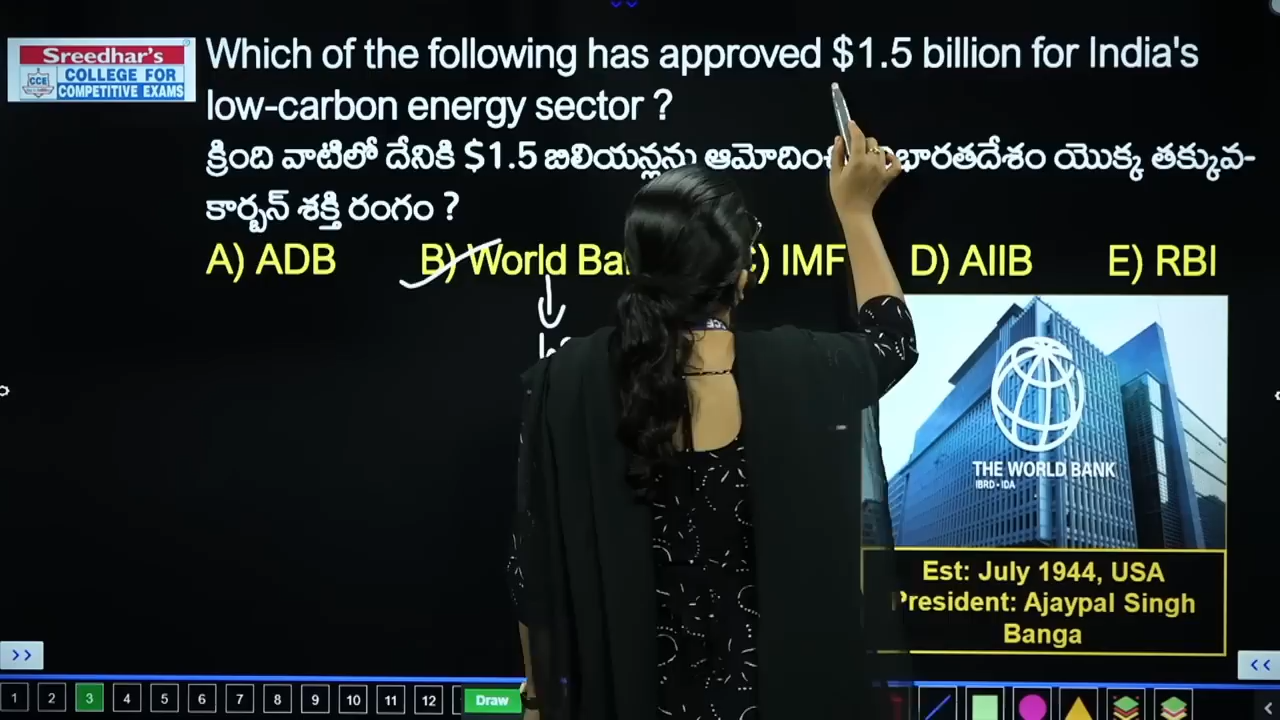 Sreedhar's
CCE
COLLEGE FOR
COMPETITIVE EXAMS
Which of the following has approved $1.5 billion for India's
low-carbon energy sector ?
క్రింది వాటిలో దేనికి $1.5 బిలియన్లను భారతదేశం యొక్క తక్కువ-
కార్బన్ శక్తి రంగం ?
A) ADB B) World C) IMF D) AIIB E) RBI
THE WORLD BANK
IBRD • IDA
Est: July 1944, USA
President: Ajaypal Singh
Banga
>> <<
1 2 3 4 5 6 7 8 9 10 11 12 Draw